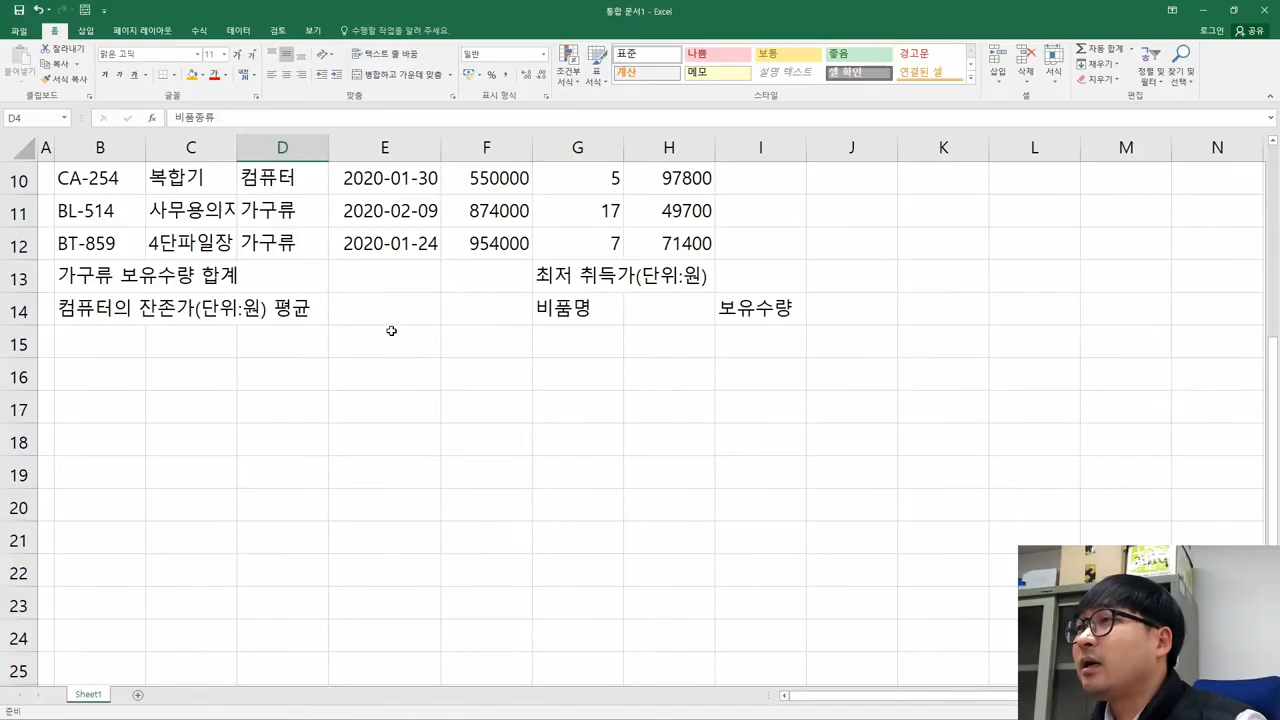 통합 문서1 - Excel
파일 홈 삽입 페이지 레이아웃 수식 데이터 검토 보기 수행할 작업을 알려 주세요. 로그인 공유
붙여넣기 잘라내기 복사 서식 복사
맑은 고딕 11 가 가 가 가 가
텍스트 줄 바꿈 병합하고 가운데 맞춤
일반 %
조건부 서식 표 서식
표준 나쁨 보통 좋음 경고문
계산 메모 설명 텍스트 셀 확인 연결된 셀
삽입 삭제 서식
자동 합계 채우기 지우기 정렬 및 필터 찾기 및 선택
클립보드 글꼴 맞춤 표시 형식 스타일 셀 편집
D4 fx 비품종류
A B C D E F G H I J K L M N
10 CA-254 복합기 컴퓨터 2020-01-30 550000 5 97800
11 BL-514 사무용의자 가구류 2020-02-09 874000 17 49700
12 BT-859 4단파일장 가구류 2020-01-24 954000 7 71400
13 가구류 보유수량 합계 최저 취득가(단위:원)
14 컴퓨터의 잔존가(단위:원) 평균 비품명 보유수량
15
16
17
18
19
20
21
22
23
24
25
Sheet1
준비